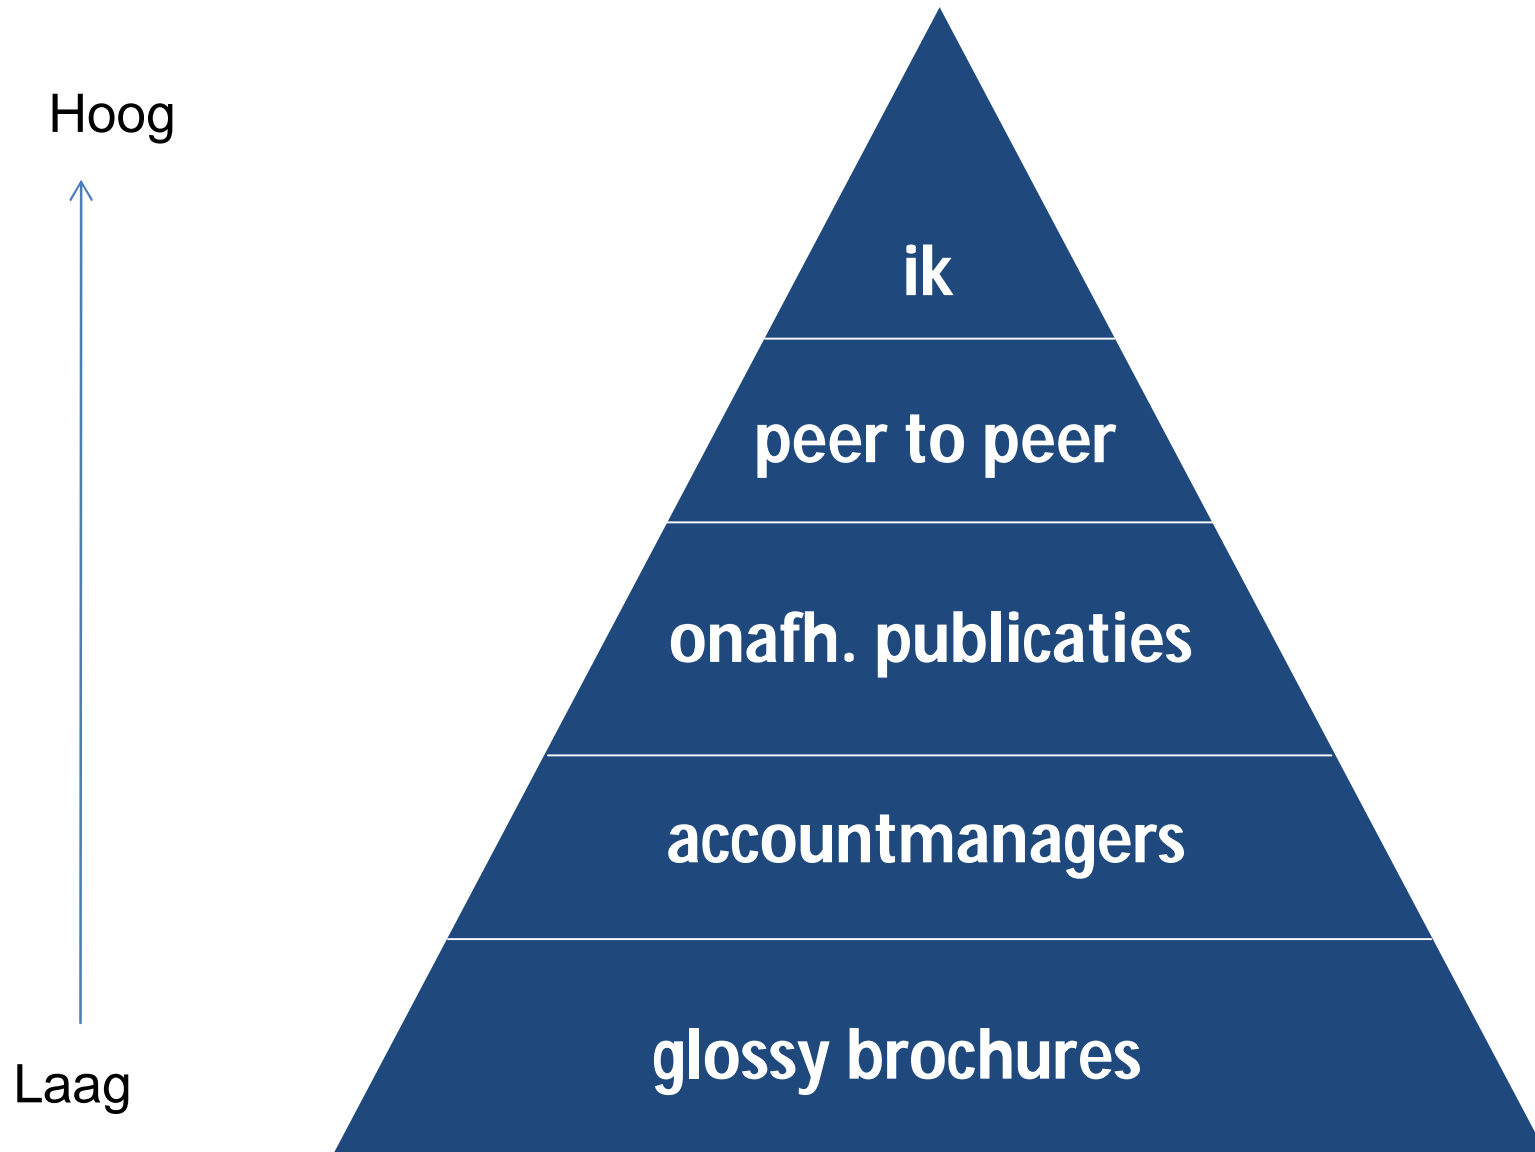 Hoog
ik
peer to peer
onafh. publicaties
accountmanagers
glossy brochures
Laag